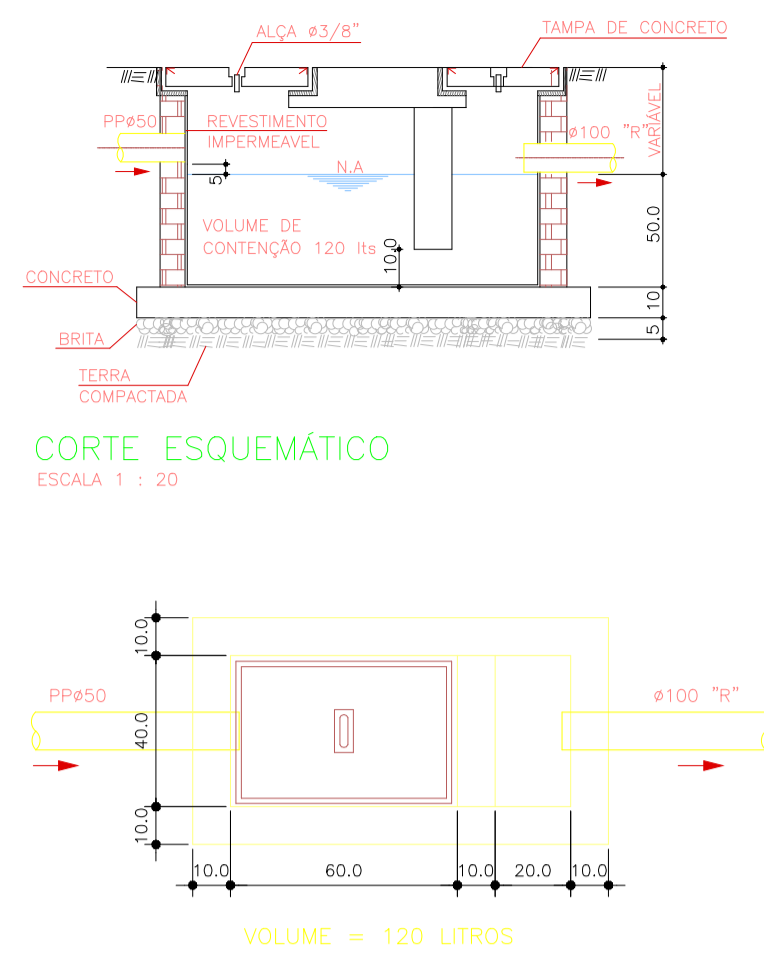 ALÇA ø3/8"
TAMPA DE CONCRETO
PPø50
REVESTIMENTO
IMPERMEAVEL
ø100 "R"
VARIÁVEL
N.A
5
VOLUME DE
CONTENÇÃO 120 lts
10.0
50.0
CONCRETO
10
BRITA
5
TERRA
COMPACTADA
CORTE ESQUEMÁTICO
ESCALA 1 : 20
10.0
PPø50
ø100 "R"
40.0
10.0
10.0
60.0
10.0
20.0
10.0
VOLUME = 120 LITROS